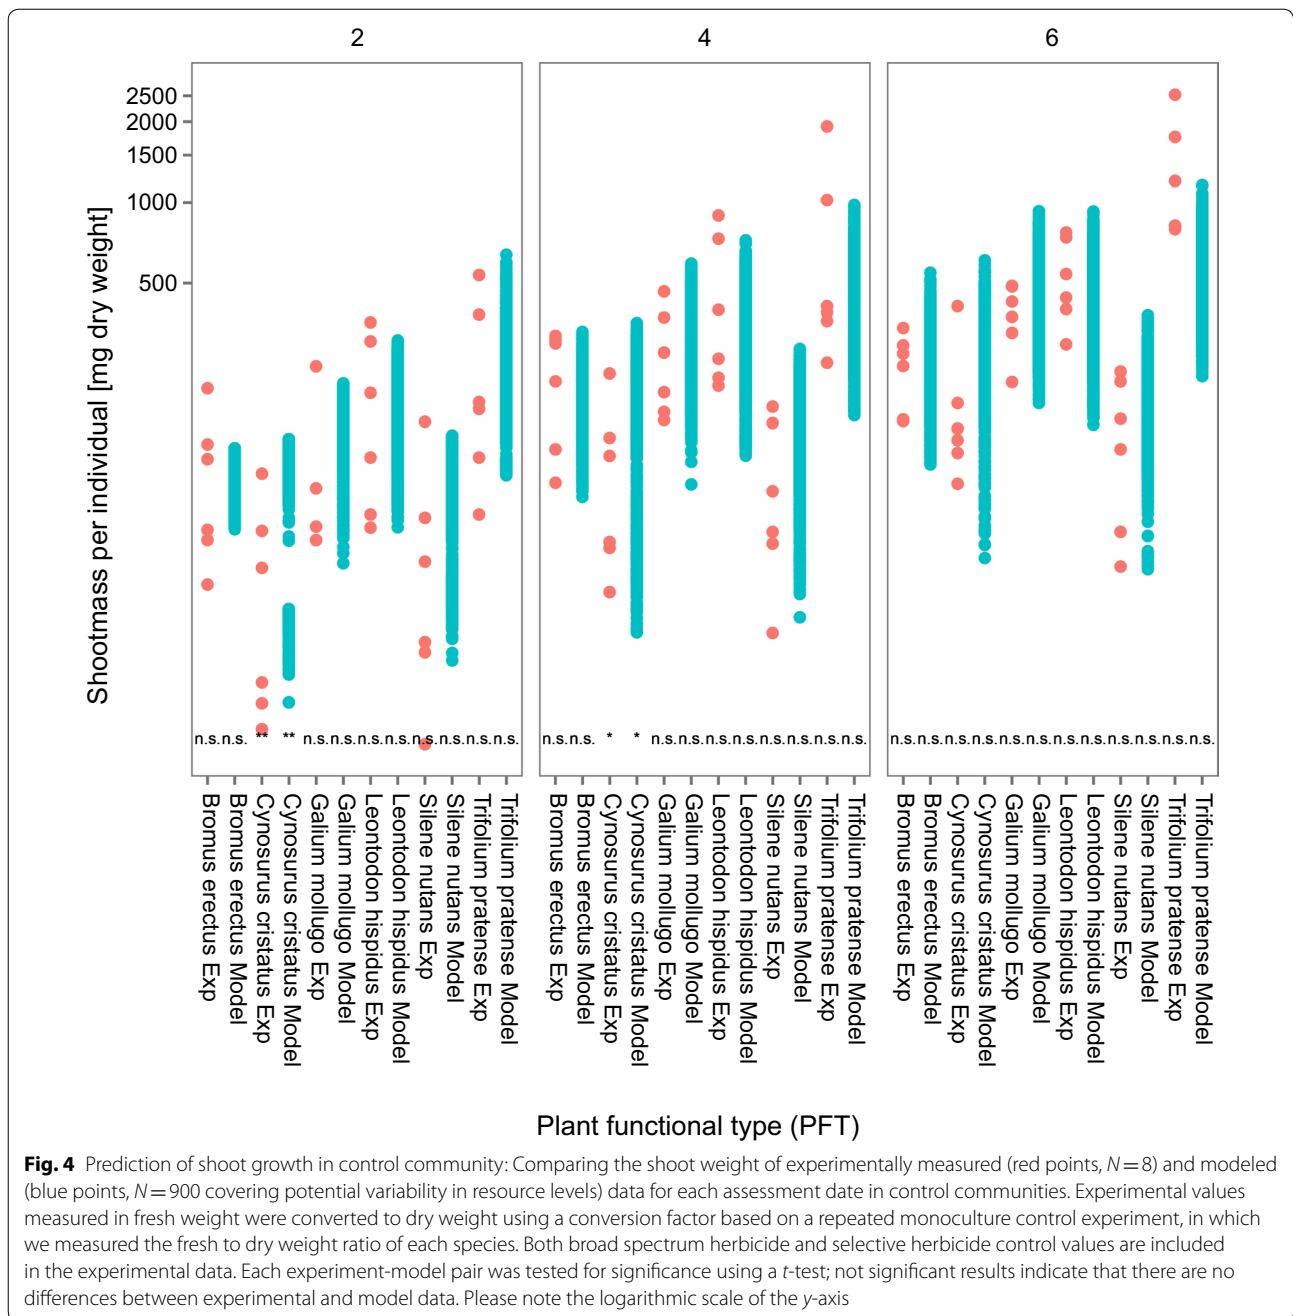 2
4
6
2500
2000
1500
1000
500
Shootmass per individual [mg dry weight]
n.s. n.s. ** ** n.s. n.s. n.s. n.s. n.s. n.s. n.s. n.s.
n.s. n.s. * * n.s. n.s. n.s. n.s. n.s. n.s. n.s. n.s.
n.s. n.s. n.s. n.s. n.s. n.s. n.s. n.s. n.s. n.s. n.s. n.s.
Bromus erectus Exp
Bromus erectus Model
Cynosurus cristatus Exp
Cynosurus cristatus Model
Galium mollugo Exp
Galium mollugo Model
Leontodon hispidus Exp
Leontodon hispidus Model
Silene nutans Exp
Silene nutans Model
Trifolium pratense Exp
Trifolium pratense Model
Bromus erectus Exp
Bromus erectus Model
Cynosurus cristatus Exp
Cynosurus cristatus Model
Galium mollugo Exp
Galium mollugo Model
Leontodon hispidus Exp
Leontodon hispidus Model
Silene nutans Exp
Silene nutans Model
Trifolium pratense Exp
Trifolium pratense Model
Bromus erectus Exp
Bromus erectus Model
Cynosurus cristatus Exp
Cynosurus cristatus Model
Galium mollugo Exp
Galium mollugo Model
Leontodon hispidus Exp
Leontodon hispidus Model
Silene nutans Exp
Silene nutans Model
Trifolium pratense Exp
Trifolium pratense Model
Plant functional type (PFT)
Fig. 4 Prediction of shoot growth in control community: Comparing the shoot weight of experimentally measured (red points, N = 8) and modeled
(blue points, N = 900 covering potential variability in resource levels) data for each assessment date in control communities. Experimental values
measured in fresh weight were converted to dry weight using a conversion factor based on a repeated monoculture control experiment, in which
we measured the fresh to dry weight ratio of each species. Both broad spectrum herbicide and selective herbicide control values are included
in the experimental data. Each experiment-model pair was tested for significance using a t-test; not significant results indicate that there are no
differences between experimental and model data. Please note the logarithmic scale of the y-axis